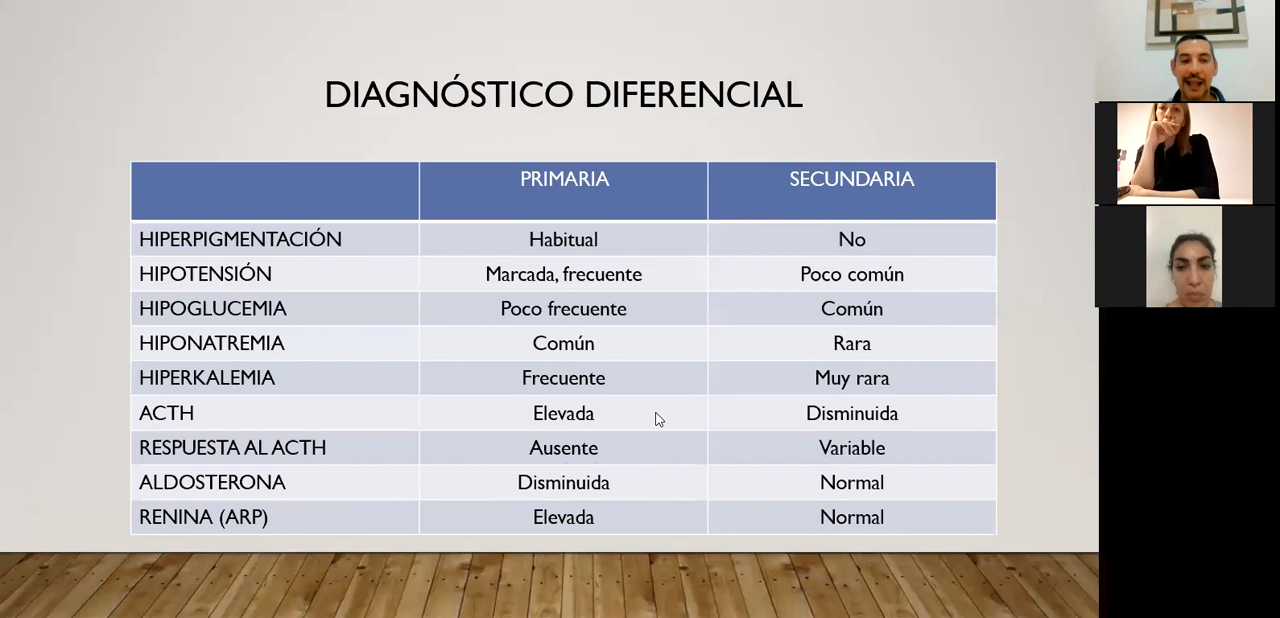 DIAGNÓSTICO DIFERENCIAL
PRIMARIA SECUNDARIA
HIPERPIGMENTACIÓN Habitual No
HIPOTENSIÓN Marcada, frecuente Poco común
HIPOGLUCEMIA Poco frecuente Común
HIPONATREMIA Común Rara
HIPERKALEMIA Frecuente Muy rara
ACTH Elevada Disminuida
RESPUESTA AL ACTH Ausente Variable
ALDOSTERONA Disminuida Normal
RENINA (ARP) Elevada Normal